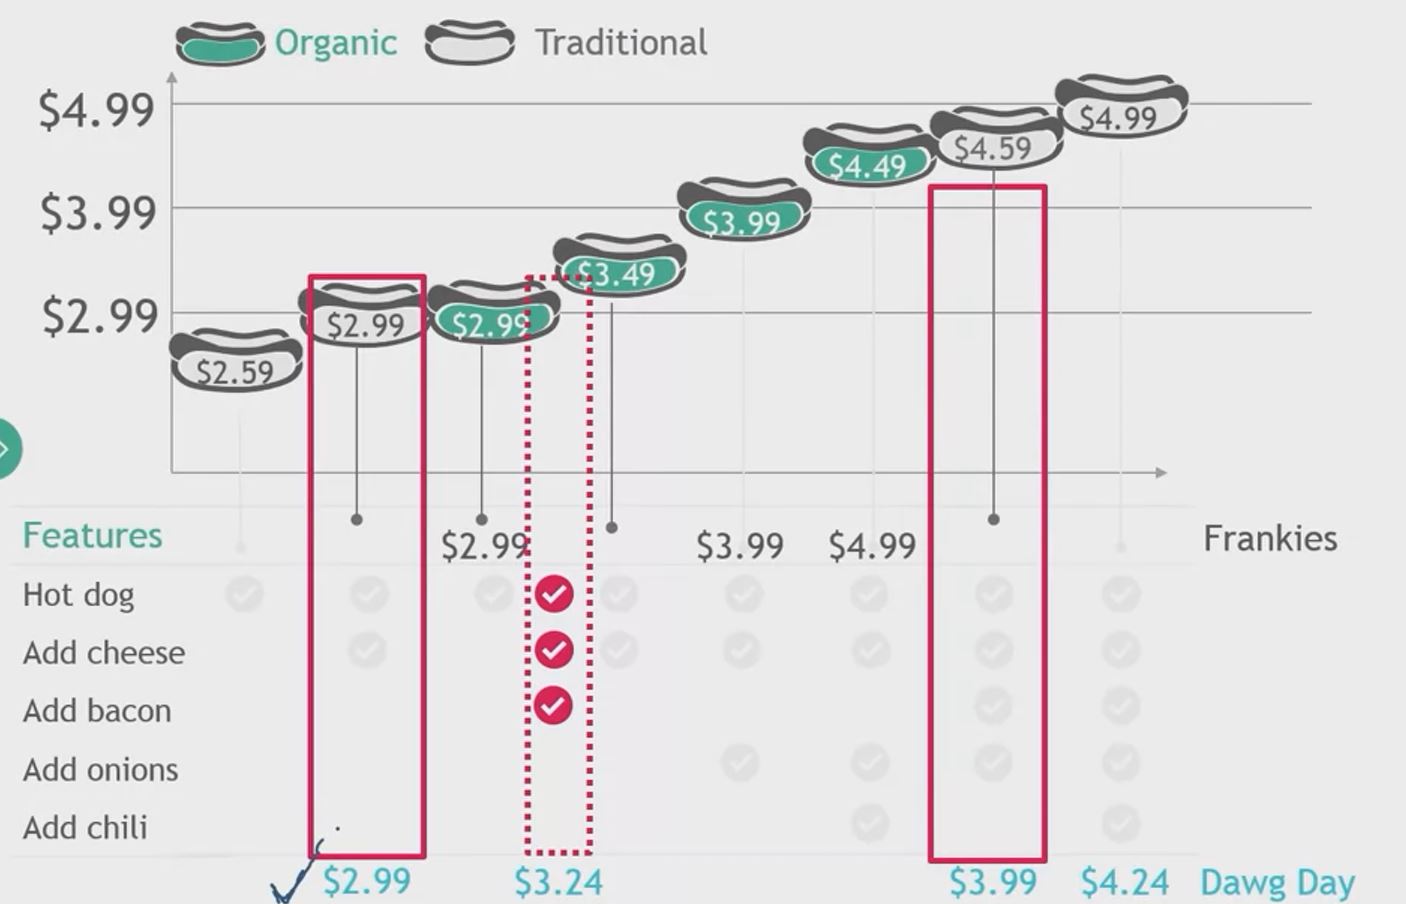 Organic Traditional
$4.99
$3.99
$2.99
$4.99
$4.59
$4.49
$3.99
$3.49
$2.99
$2.99
$2.59
Features $2.99 $3.99 $4.99 Frankies
Hot dog
Add cheese
Add bacon
Add onions
Add chili
$2.99 $3.24 $3.99 $4.24 Dawg Day